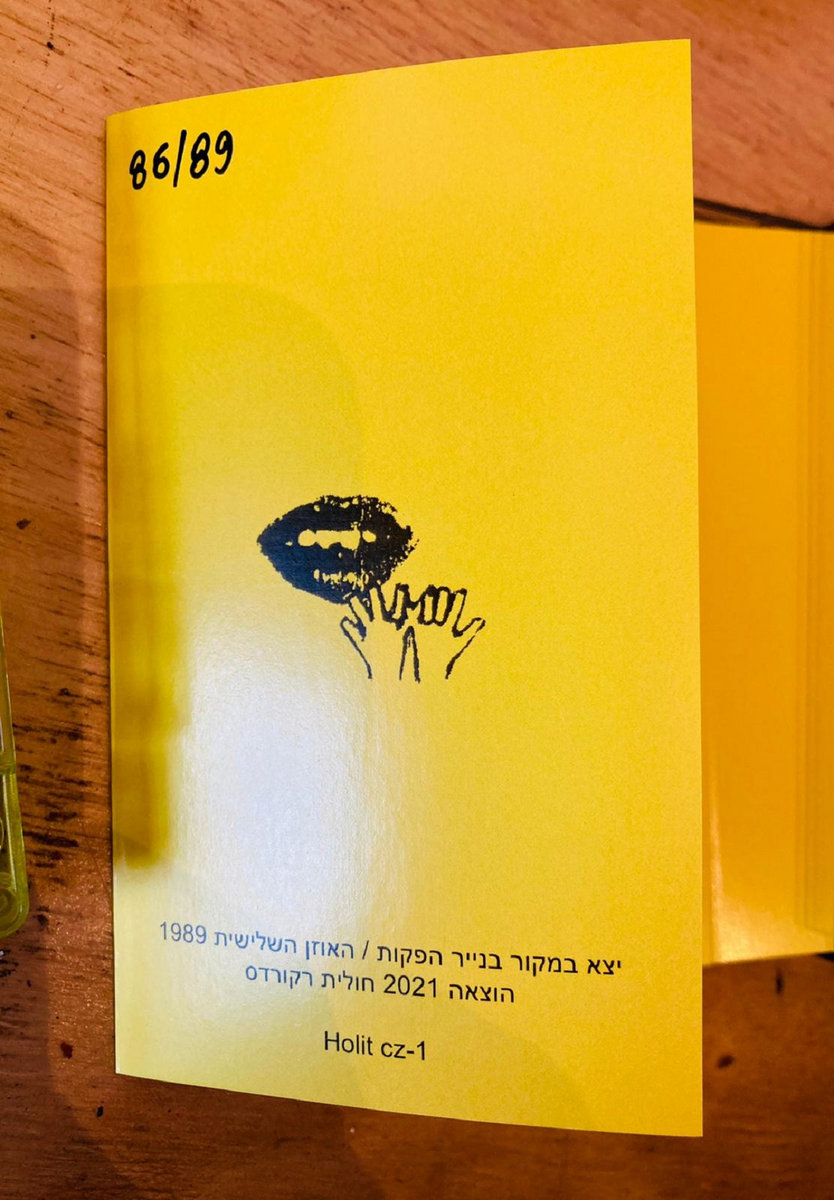 86/89
יצא במקור בנייר הפקות / האוזן השלישית 1989
הוצאה 2021 חולית רקורדס
Holit cz-1